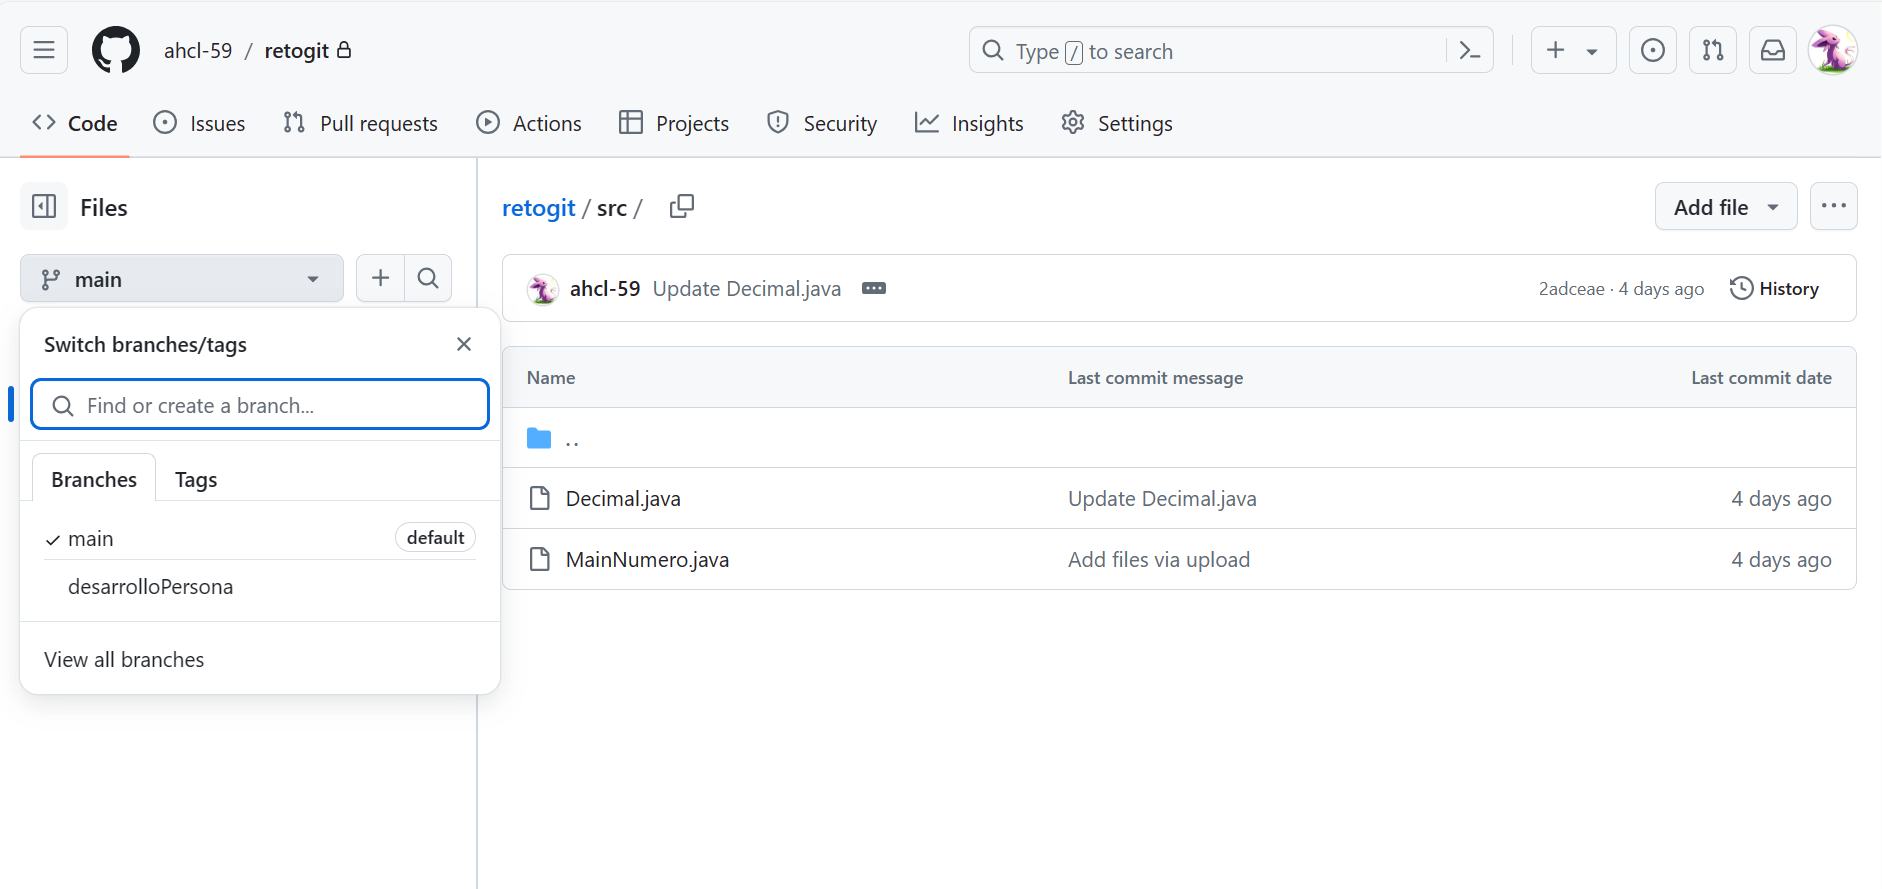 ahcl-59 / retogit
Type / to search
Code Issues Pull requests Actions Projects Security Insights Settings
Files
retogit / src /
Add file
main
ahcl-59 Update Decimal.java
2adceae · 4 days ago
History
Switch branches/tags
Find or create a branch...
Branches Tags
main default
desarrolloPersona
View all branches
Name Last commit message Last commit date
..
Decimal.java Update Decimal.java 4 days ago
MainNumero.java Add files via upload 4 days ago